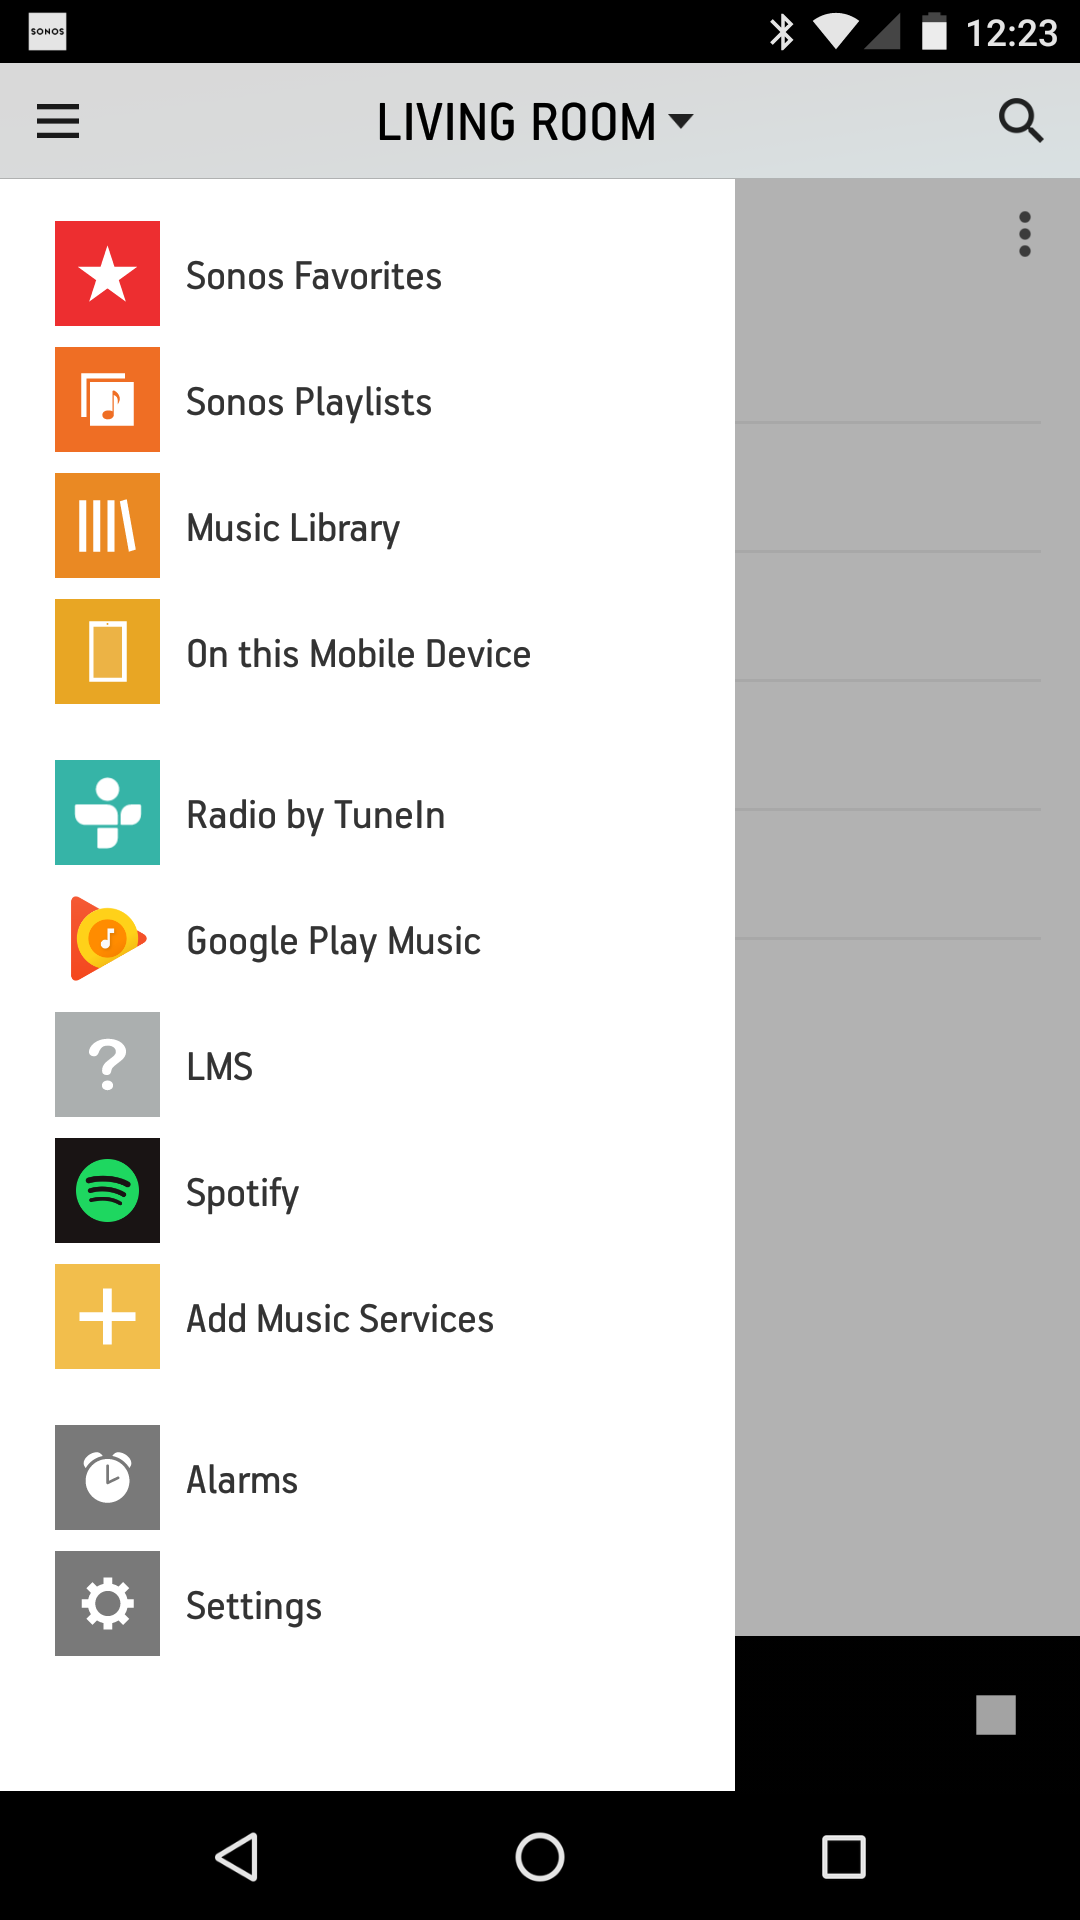 SONOS
12:23
LIVING ROOM
Sonos Favorites
Sonos Playlists
Music Library
On this Mobile Device
Radio by TuneIn
Google Play Music
LMS
Spotify
Add Music Services
Alarms
Settings